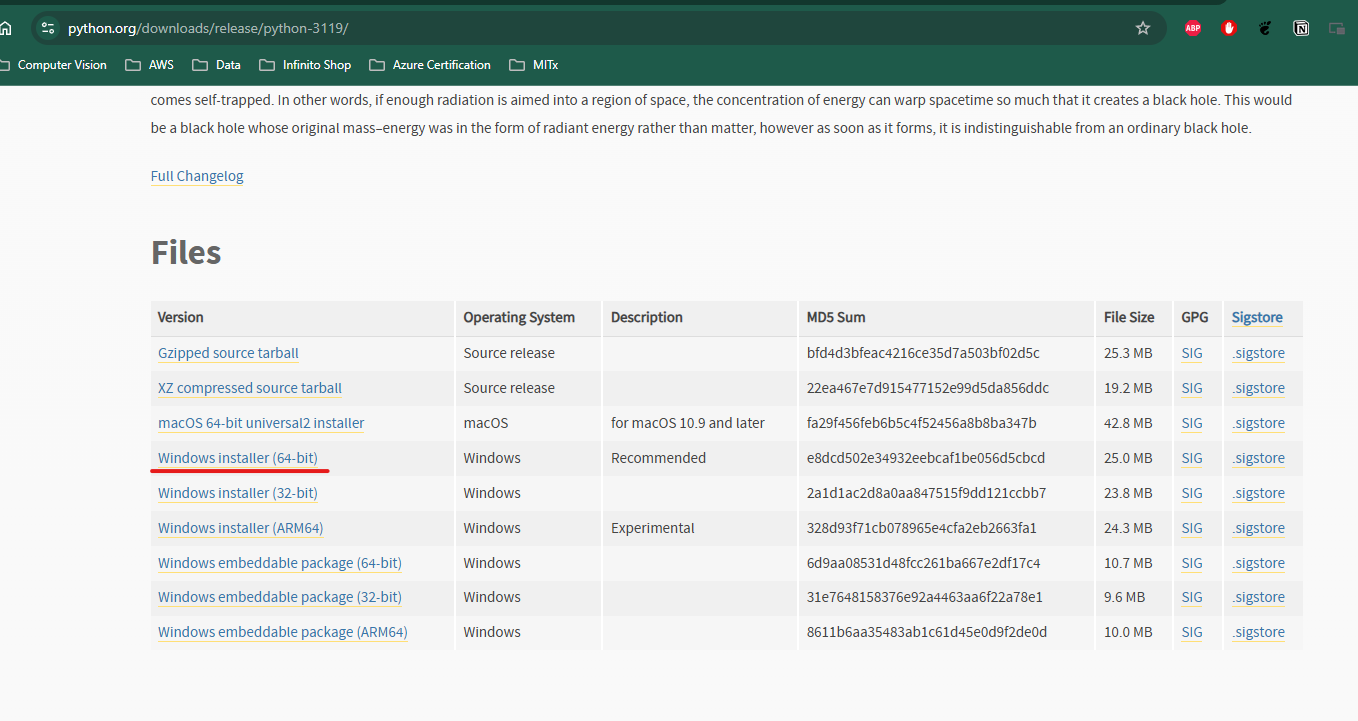 python.org/downloads/release/python-3119/
ABP
N
Computer Vision AWS Data Infinito Shop Azure Certification MITx
comes self-trapped. In other words, if enough radiation is aimed into a region of space, the concentration of energy can warp spacetime so much that it creates a black hole. This would
be a black hole whose original mass–energy was in the form of radiant energy rather than matter, however as soon as it forms, it is indistinguishable from an ordinary black hole.
Full Changelog
Files
Version Operating System Description MD5 Sum File Size GPG Sigstore
Gzipped source tarball Source release bfd4d3bfeac4216ce35d7a503bf02d5c 25.3 MB SIG .sigstore
XZ compressed source tarball Source release 22ea467e7d915477152e99d5da856ddc 19.2 MB SIG .sigstore
macOS 64-bit universal2 installer macOS for macOS 10.9 and later fa29f456feb6b5c4f52456a8b8ba347b 42.8 MB SIG .sigstore
Windows installer (64-bit) Windows Recommended e8dcd502e34932eebcaf1be056d5cbcd 25.0 MB SIG .sigstore
Windows installer (32-bit) Windows 2a1d1ac2d8a0aa847515f9dd121ccbb7 23.8 MB SIG .sigstore
Windows installer (ARM64) Windows Experimental 328d93f71cb078965e4cfa2eb2663fa1 24.3 MB SIG .sigstore
Windows embeddable package (64-bit) Windows 6d9aa08531d48fcc261ba667e2df17c4 10.7 MB SIG .sigstore
Windows embeddable package (32-bit) Windows 31e7648158376e92a4463aa6f22a78e1 9.6 MB SIG .sigstore
Windows embeddable package (ARM64) Windows 8611b6aa35483ab1c61d45e0d9f2de0d 10.0 MB SIG .sigstore